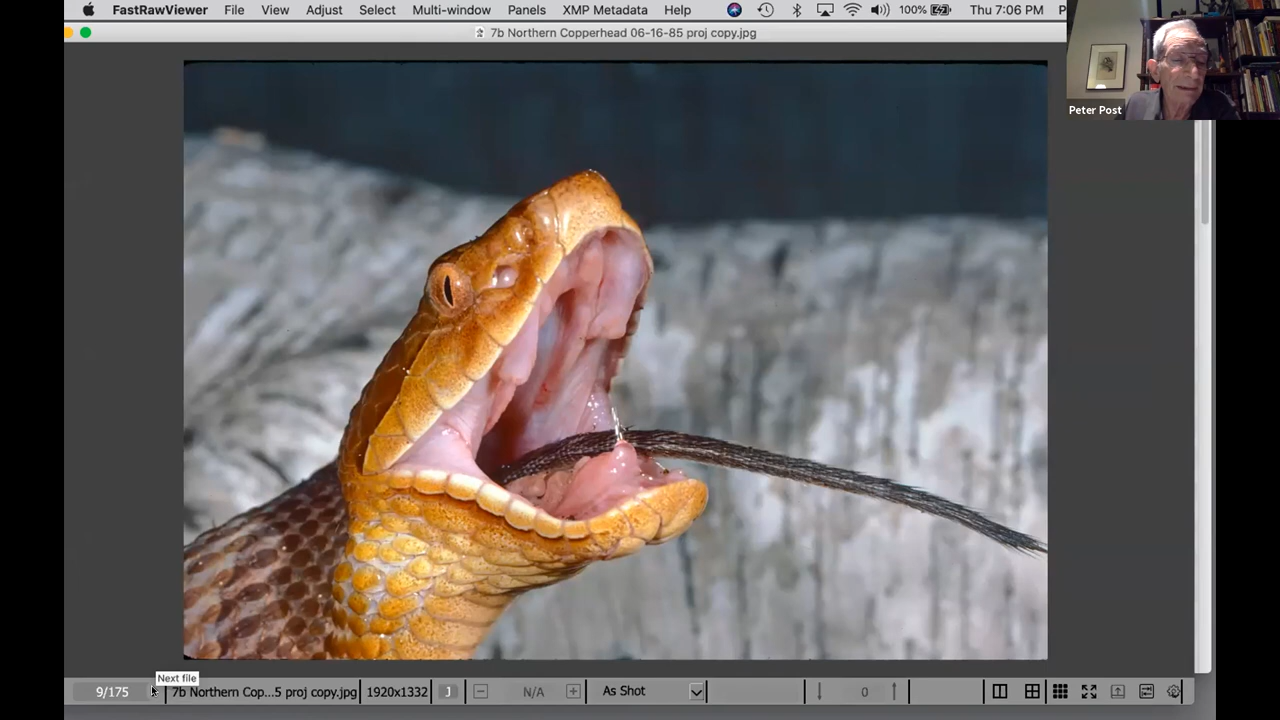 FastRawViewer File View Adjust Select Multi-window Panels XMP Metadata Help 100% Thu 7:06 PM P
7b Northern Copperhead 06-16-85 proj copy.jpg
Peter Post
Next file
9/175 7b Northern Cop...5 proj copy.jpg 1920x1332 J N/A As Shot 0